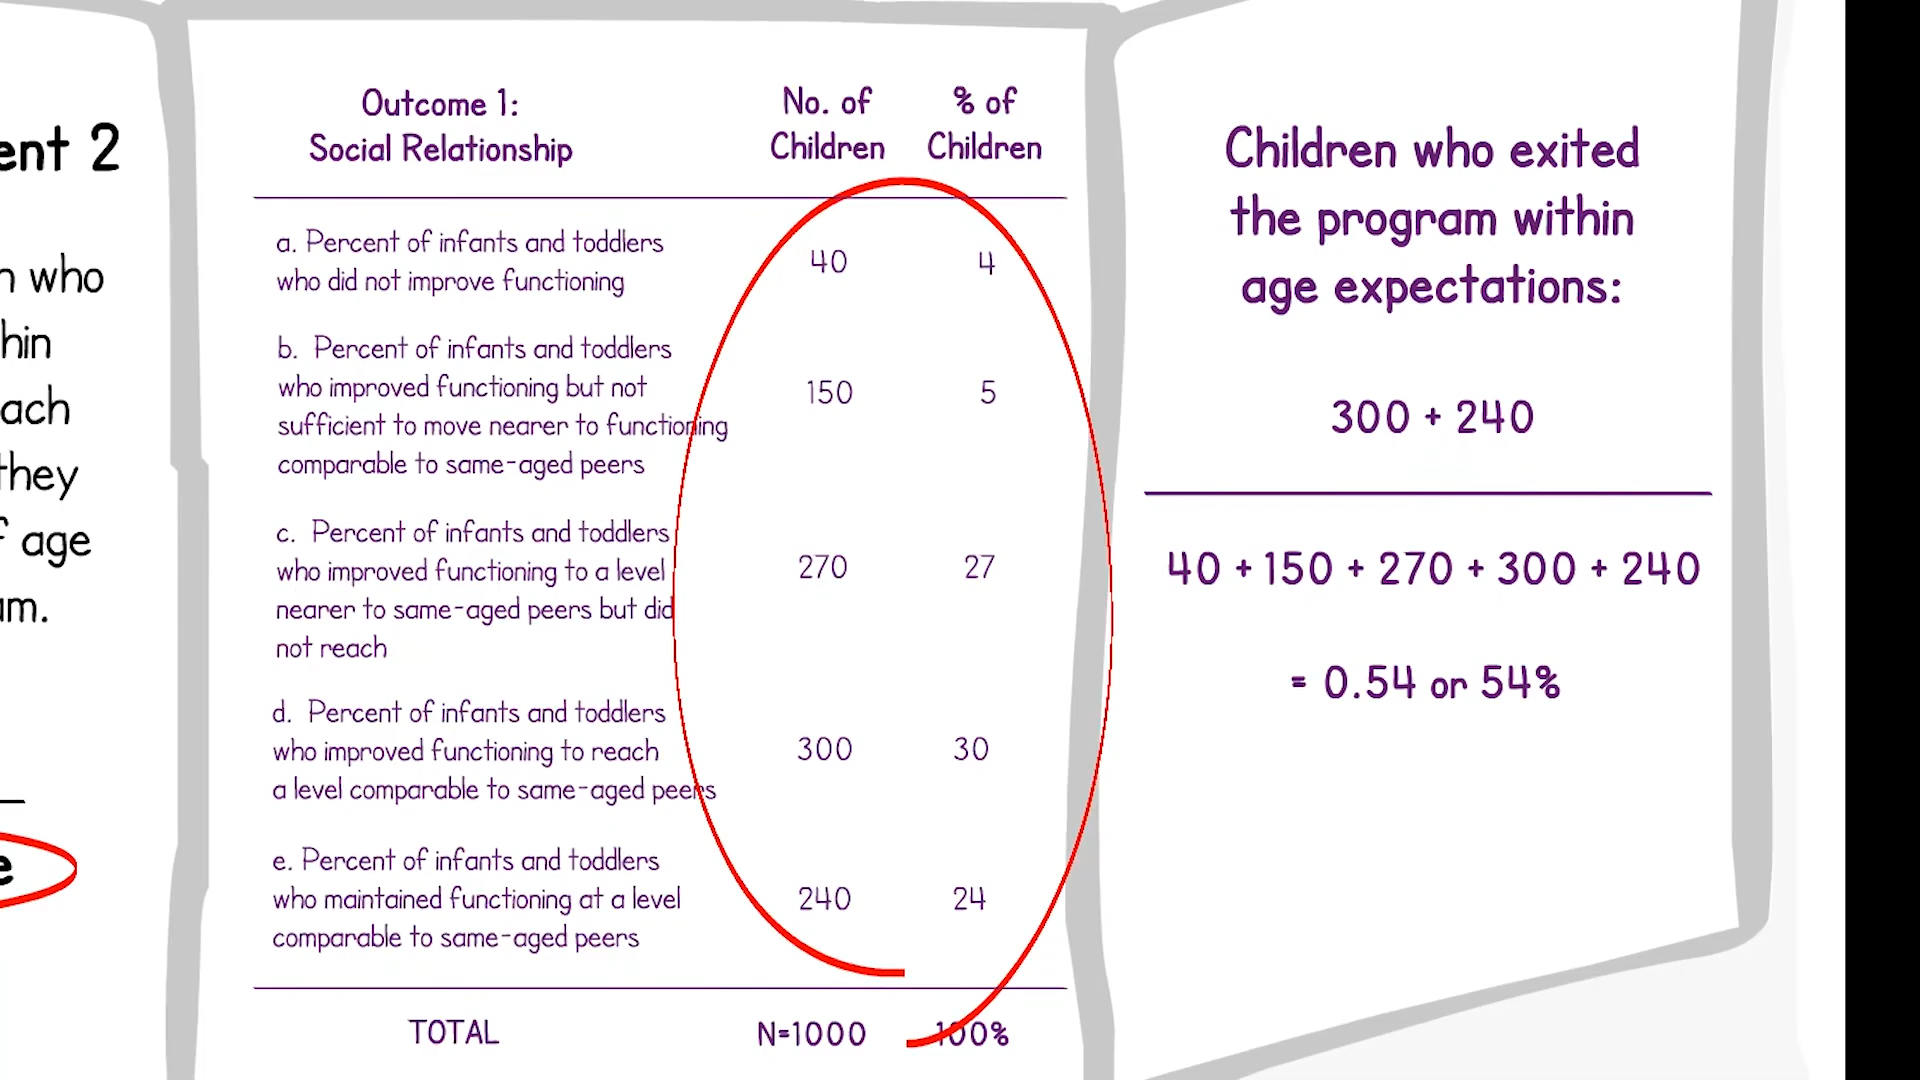 ent 2
n who
hin
ach
they
f age
am.
e
Outcome 1:
Social Relationship
No. of
Children
% of
Children
a. Percent of infants and toddlers
who did not improve functioning
40
4
b. Percent of infants and toddlers
who improved functioning but not
sufficient to move nearer to functioning
comparable to same-aged peers
150
5
c. Percent of infants and toddlers
who improved functioning to a level
nearer to same-aged peers but did
not reach
270
27
d. Percent of infants and toddlers
who improved functioning to reach
a level comparable to same-aged peers
300
30
e. Percent of infants and toddlers
who maintained functioning at a level
comparable to same-aged peers
240
24
TOTAL
N=1000
100%
Children who exited
the program within
age expectations:
300 + 240
40 + 150 + 270 + 300 + 240
= 0.54 or 54%